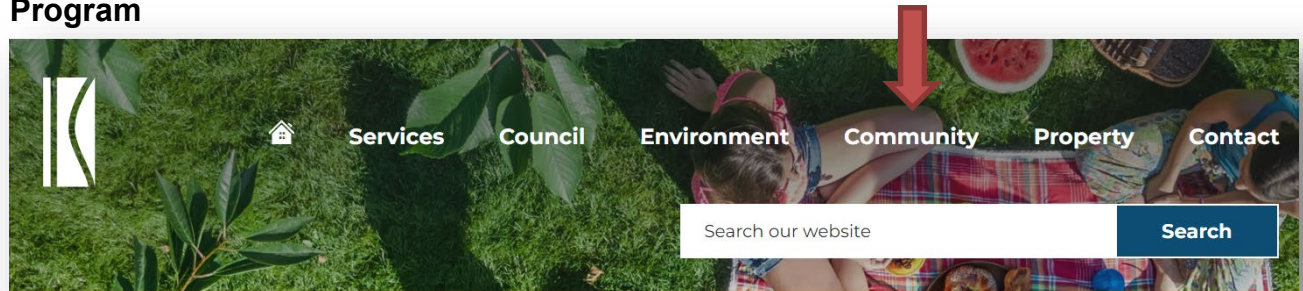 Program
Services Council Environment Community Property Contact
Search our website Search